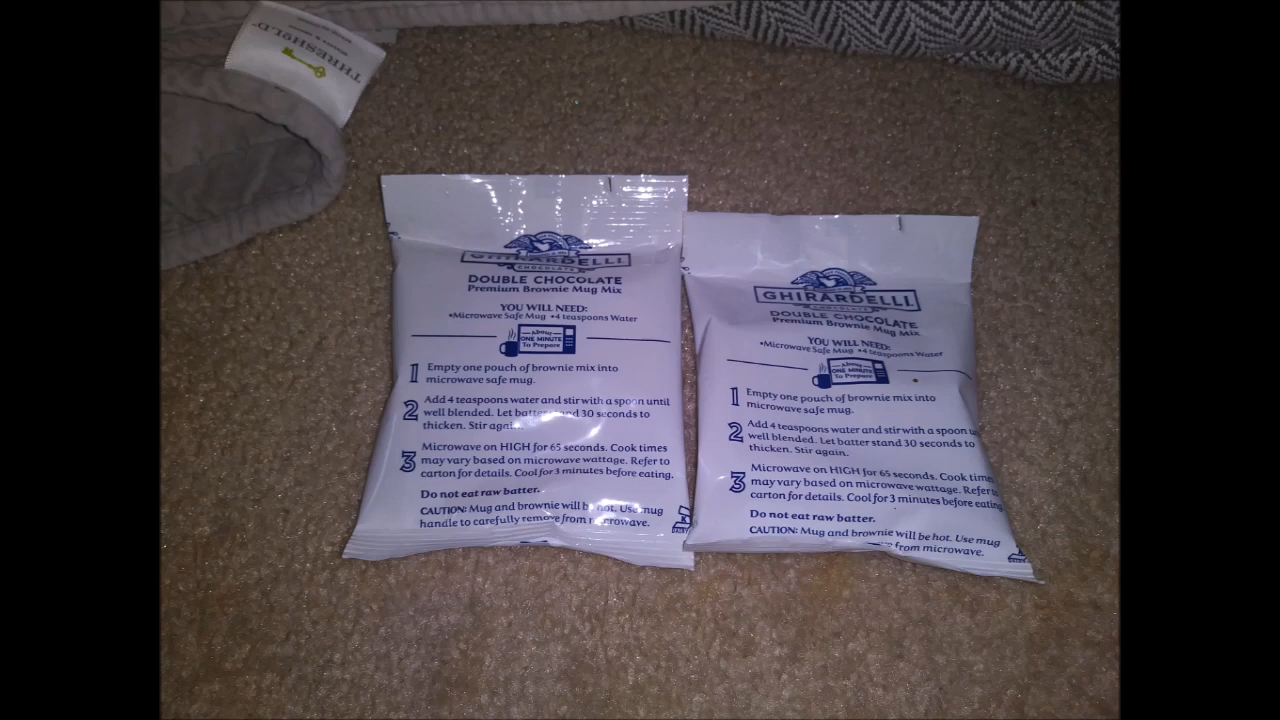 THRESHOLD
GHIRARDELLI
CHOCOLATE
DOUBLE CHOCOLATE
Premium Brownie Mug Mix
YOU WILL NEED:
•Microwave Safe Mug •4 teaspoons Water
About
ONE MINUTE
To Prepare
1 Empty one pouch of brownie mix into
microwave safe mug.
2 Add 4 teaspoons water and stir with a spoon until
well blended. Let batter stand 30 seconds to
thicken. Stir again.
3 Microwave on HIGH for 65 seconds. Cook times
may vary based on microwave wattage. Refer to
carton for details. Cool for 3 minutes before eating.
Do not eat raw batter.
CAUTION: Mug and brownie will be hot. Use mug
handle to carefully remove from microwave.
GHIRARDELLI
CHOCOLATE
DOUBLE CHOCOLATE
Premium Brownie Mug Mix
YOU WILL NEED:
•Microwave Safe Mug •4 teaspoons Water
About
ONE MINUTE
To Prepare
1 Empty one pouch of brownie mix into
microwave safe mug.
2 Add 4 teaspoons water and stir with a spoon
well blended. Let batter stand 30 seconds to
thicken. Stir again.
3 Microwave on HIGH for 65 seconds. Cook times
may vary based on microwave wattage. Refer to
carton for details. Cool for 3 minutes before eating.
Do not eat raw batter.
CAUTION: Mug and brownie will be hot. Use mug
from microwave.